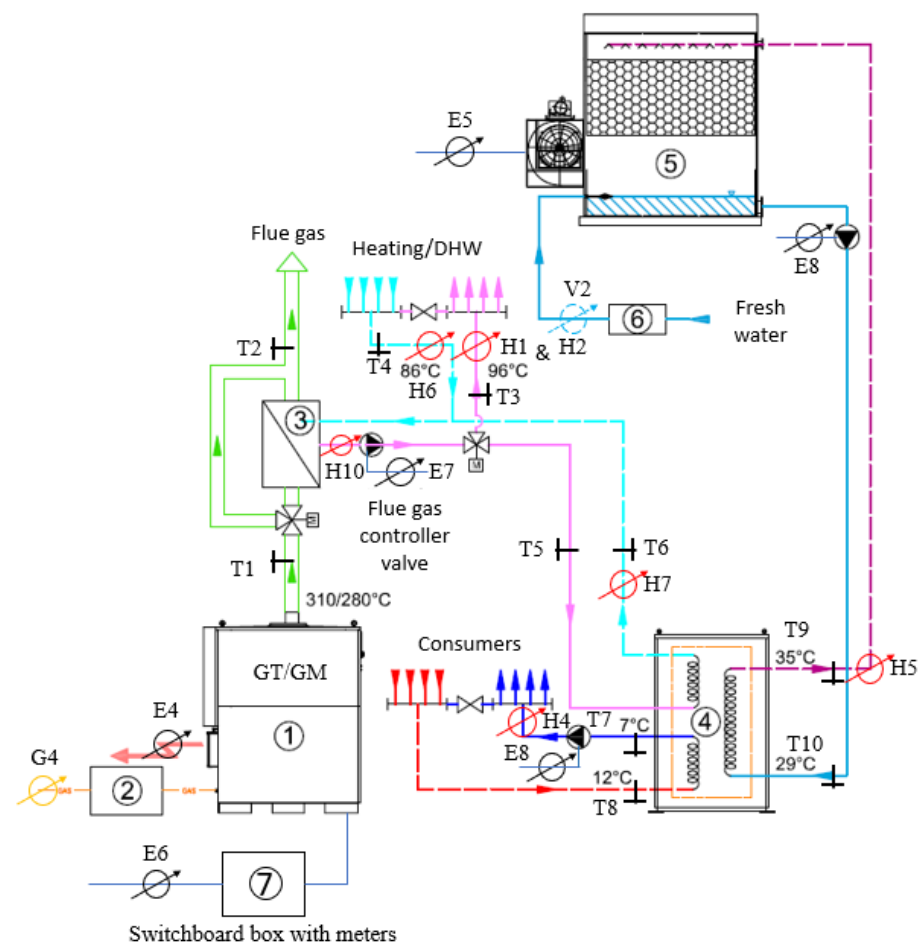 E5
5
E8
Flue gas
Heating/DHW
V2
6
Fresh
water
H2
T2
T4
86°C
H6
H1 &
96°C
T3
3
H10
E7
M
M
Flue gas
controller
valve
T1
T5
T6
310/280°C
H7
GT/GM
Consumers
T9
35°C
H5
E4
1
H4
T7
7°C
4
G4
E8
T10
29°C
GAS
2
GAS
12°C
T8
E6
7
Switchboard box with meters